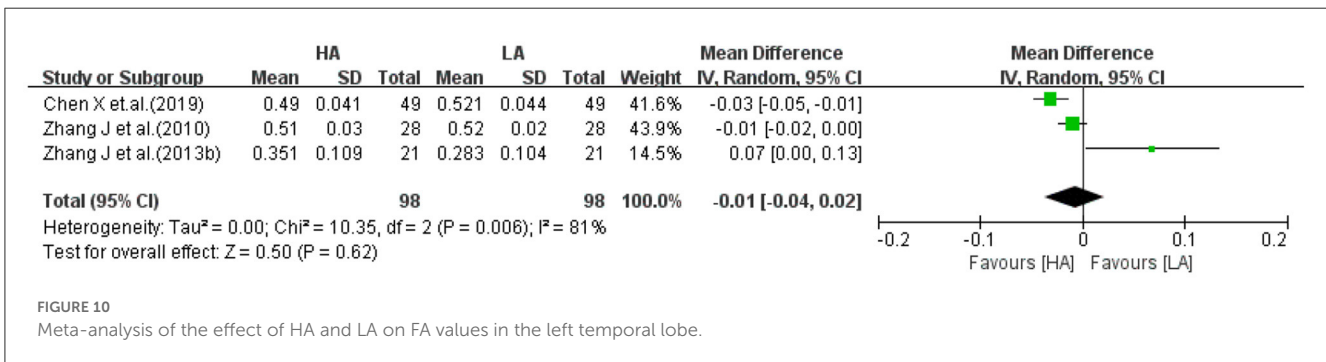 HA LA Mean Difference Mean Difference
Study or Subgroup Mean SD Total Mean SD Total Weight IV, Random, 95% CI IV, Random, 95% CI
Chen X et.al.(2019) 0.49 0.041 49 0.521 0.044 49 41.6% -0.03 [-0.05, -0.01]
Zhang J et al.(2010) 0.51 0.03 28 0.52 0.02 28 43.9% -0.01 [-0.02, 0.00]
Zhang J et al.(2013b) 0.351 0.109 21 0.283 0.104 21 14.5% 0.07 [0.00, 0.13]
Total (95% CI) 98 98 100.0% -0.01 [-0.04, 0.02]
Heterogeneity: Tau² = 0.00; Chi² = 10.35, df = 2 (P = 0.006); I² = 81%
Test for overall effect: Z = 0.50 (P = 0.62)
-0.2 -0.1 0 0.1 0.2
Favours [HA] Favours [LA]
FIGURE 10
Meta-analysis of the effect of HA and LA on FA values in the left temporal lobe.